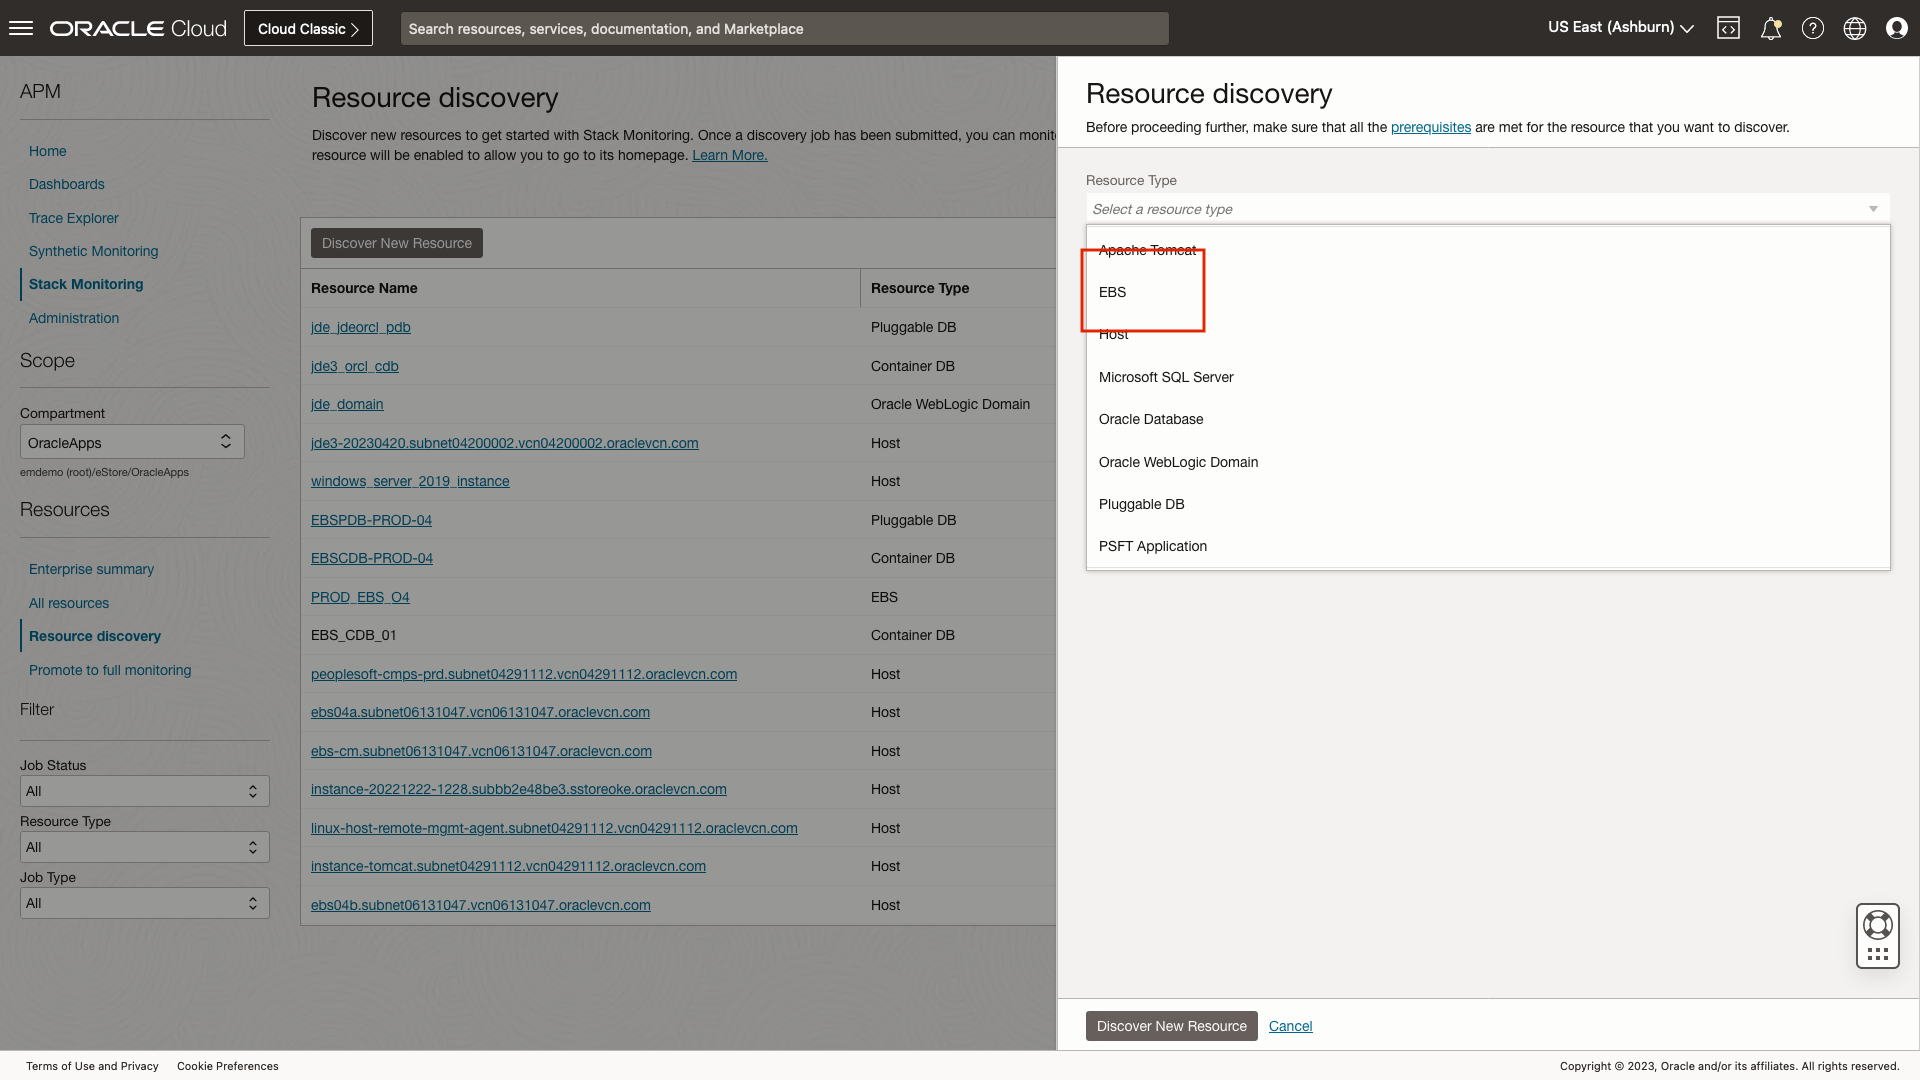 ORACLE Cloud
Cloud Classic
Search resources, services, documentation, and Marketplace
US East (Ashburn)
APM
Home
Dashboards
Trace Explorer
Synthetic Monitoring
Stack Monitoring
Administration
Scope
Compartment
OracleApps
emdemo (root)/eStore/OracleApps
Resources
Enterprise summary
All resources
Resource discovery
Promote to full monitoring
Filter
Job Status
All
Resource Type
All
Job Type
All
Resource discovery
Discover new resources to get started with Stack Monitoring. Once a discovery job has been submitted, you can monit
resource will be enabled to allow you to go to its homepage. Learn More.
Discover New Resource
Resource Name Resource Type
jde_jdeorcl_pdb Pluggable DB
jde3_orcl_cdb Container DB
jde_domain Oracle WebLogic Domain
jde3-20230420.subnet04200002.vcn04200002.oraclevcn.com Host
windows_server_2019_instance Host
EBSPDB-PROD-04 Pluggable DB
EBSCDB-PROD-04 Container DB
PROD_EBS_O4 EBS
EBS_CDB_01 Container DB
peoplesoft-cmps-prd.subnet04291112.vcn04291112.oraclevcn.com Host
ebs04a.subnet06131047.vcn06131047.oraclevcn.com Host
ebs-cm.subnet06131047.vcn06131047.oraclevcn.com Host
instance-20221222-1228.subbb2e48be3.sstoreoke.oraclevcn.com Host
linux-host-remote-mgmt-agent.subnet04291112.vcn04291112.oraclevcn.com Host
instance-tomcat.subnet04291112.vcn04291112.oraclevcn.com Host
ebs04b.subnet06131047.vcn06131047.oraclevcn.com Host
Resource discovery
Before proceeding further, make sure that all the prerequisites are met for the resource that you want to discover.
Resource Type
Select a resource type
Apache Tomcat
EBS
Host
Microsoft SQL Server
Oracle Database
Oracle WebLogic Domain
Pluggable DB
PSFT Application
Discover New Resource Cancel
Terms of Use and Privacy Cookie Preferences
Copyright © 2023, Oracle and/or its affiliates. All rights reserved.